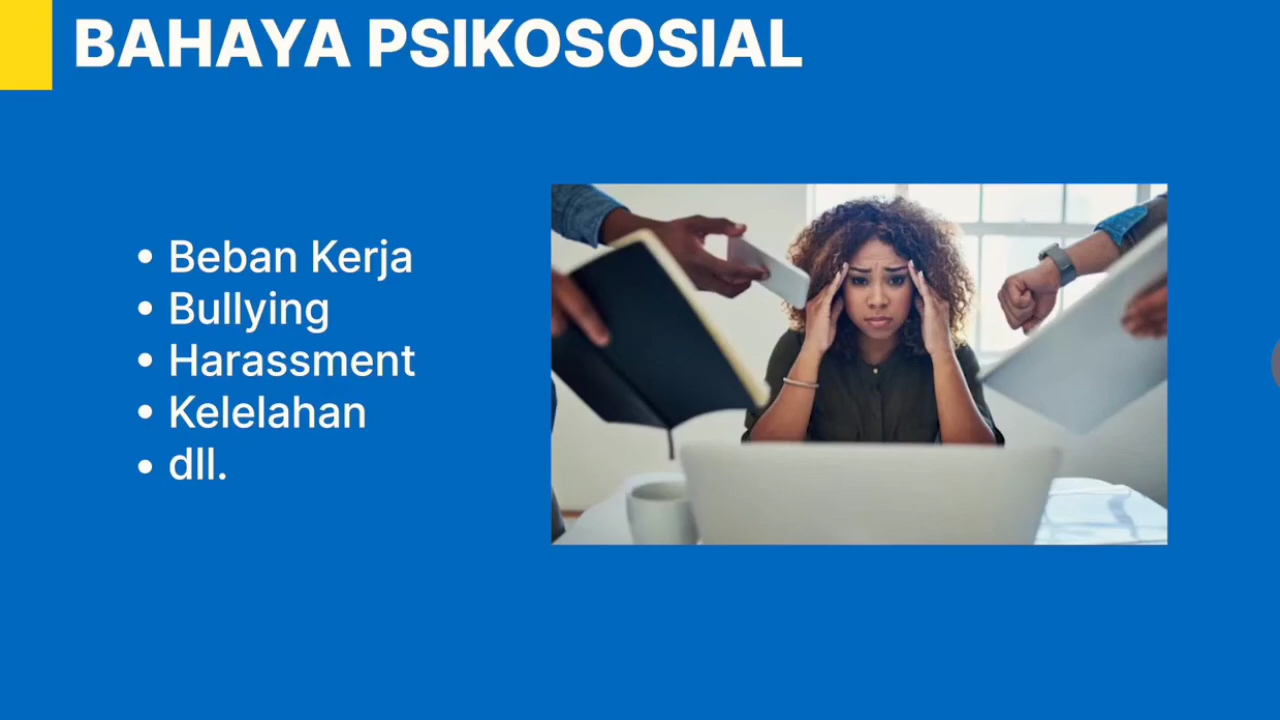 BAHAYA PSIKOSOSIAL
• Beban Kerja
• Bullying
• Harassment
• Kelelahan
• dll.